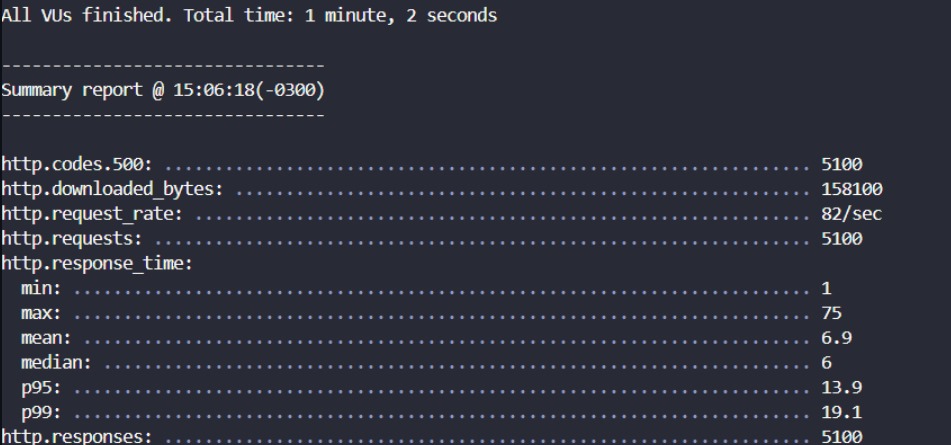 All VUs finished. Total time: 1 minute, 2 seconds
--------------------------------
Summary report @ 15:06:18(-0300)
--------------------------------
http.codes.500: ................................................................ 5100
http.downloaded_bytes: ......................................................... 158100
http.request_rate: ............................................................. 82/sec
http.requests: ................................................................. 5100
http.response_time:
  min: ......................................................................... 1
  max: ......................................................................... 75
  mean: ........................................................................ 6.9
  median: ...................................................................... 6
  p95: ......................................................................... 13.9
  p99: ......................................................................... 19.1
http.responses: ................................................................ 5100